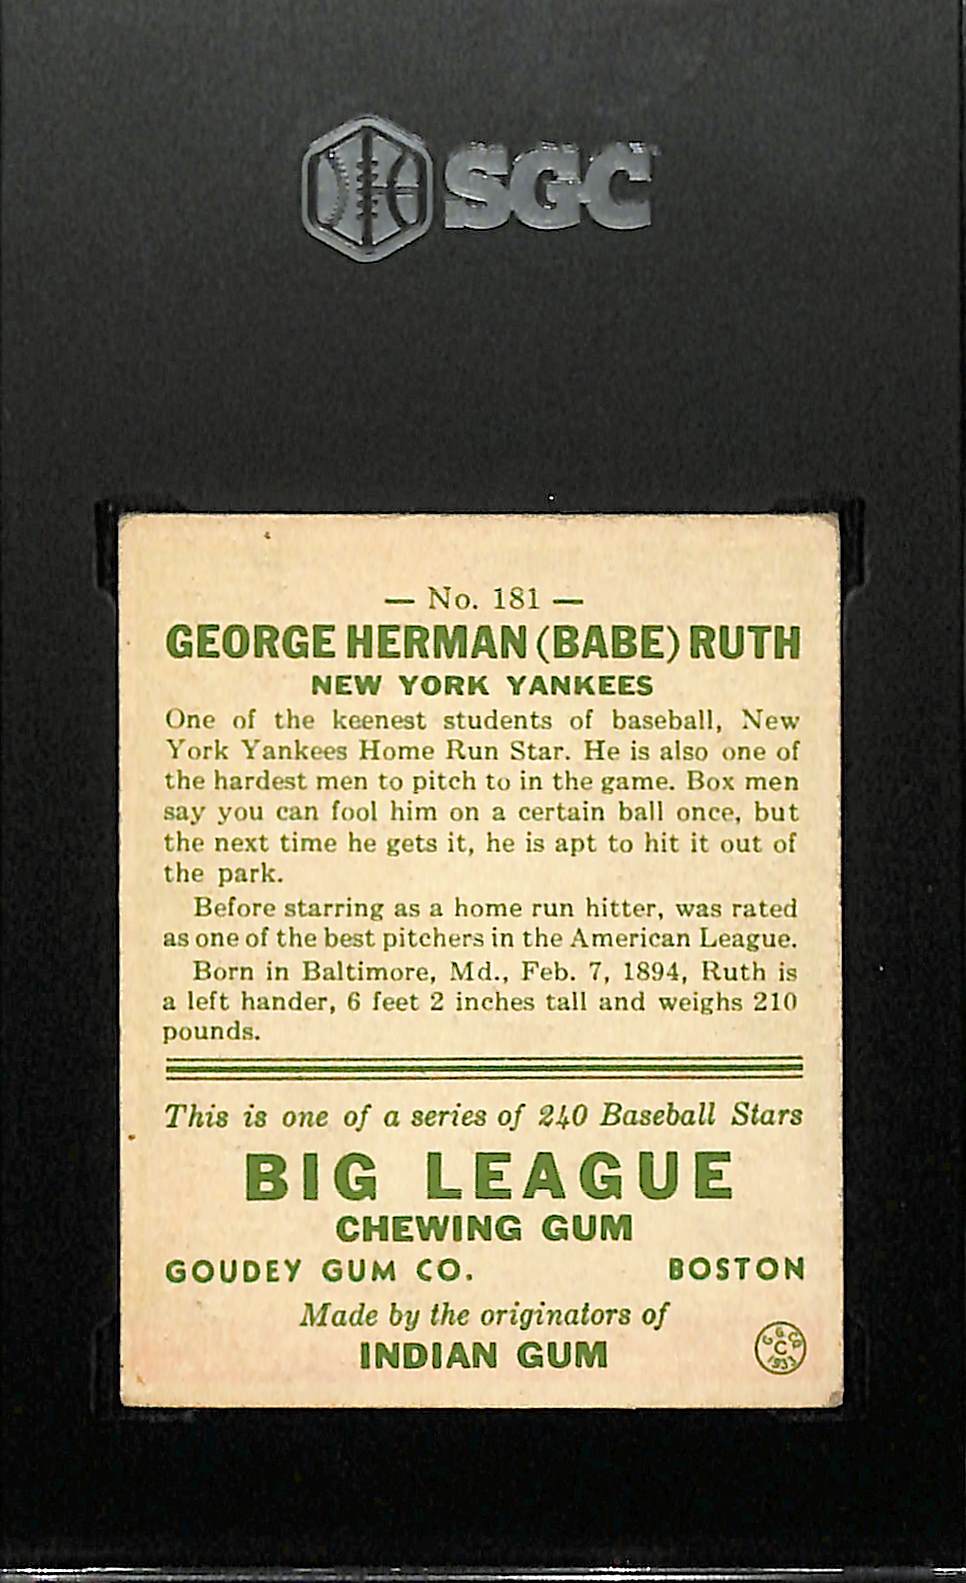 SGC
— No. 181 —
GEORGE HERMAN (BABE) RUTH
NEW YORK YANKEES
One of the keenest students of baseball, New
York Yankees Home Run Star. He is also one of
the hardest men to pitch to in the game. Box men
say you can fool him on a certain ball once, but
the next time he gets it, he is apt to hit it out of
the park.
Before starring as a home run hitter, was rated
as one of the best pitchers in the American League.
Born in Baltimore, Md., Feb. 7, 1894, Ruth is
a left hander, 6 feet 2 inches tall and weighs 210
pounds.
This is one of a series of 240 Baseball Stars
BIG LEAGUE
CHEWING GUM
GOUDEY GUM CO. BOSTON
Made by the originators of
INDIAN GUM
G G Co
C
1933